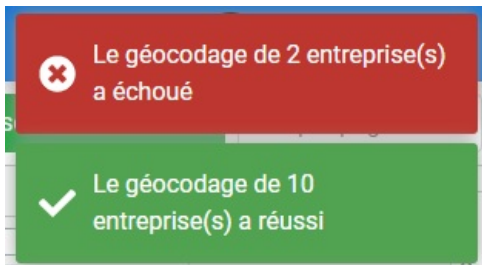 Le géocodage de 2 entreprise(s)
a échoué
Le géocodage de 10
entreprise(s) a réussi